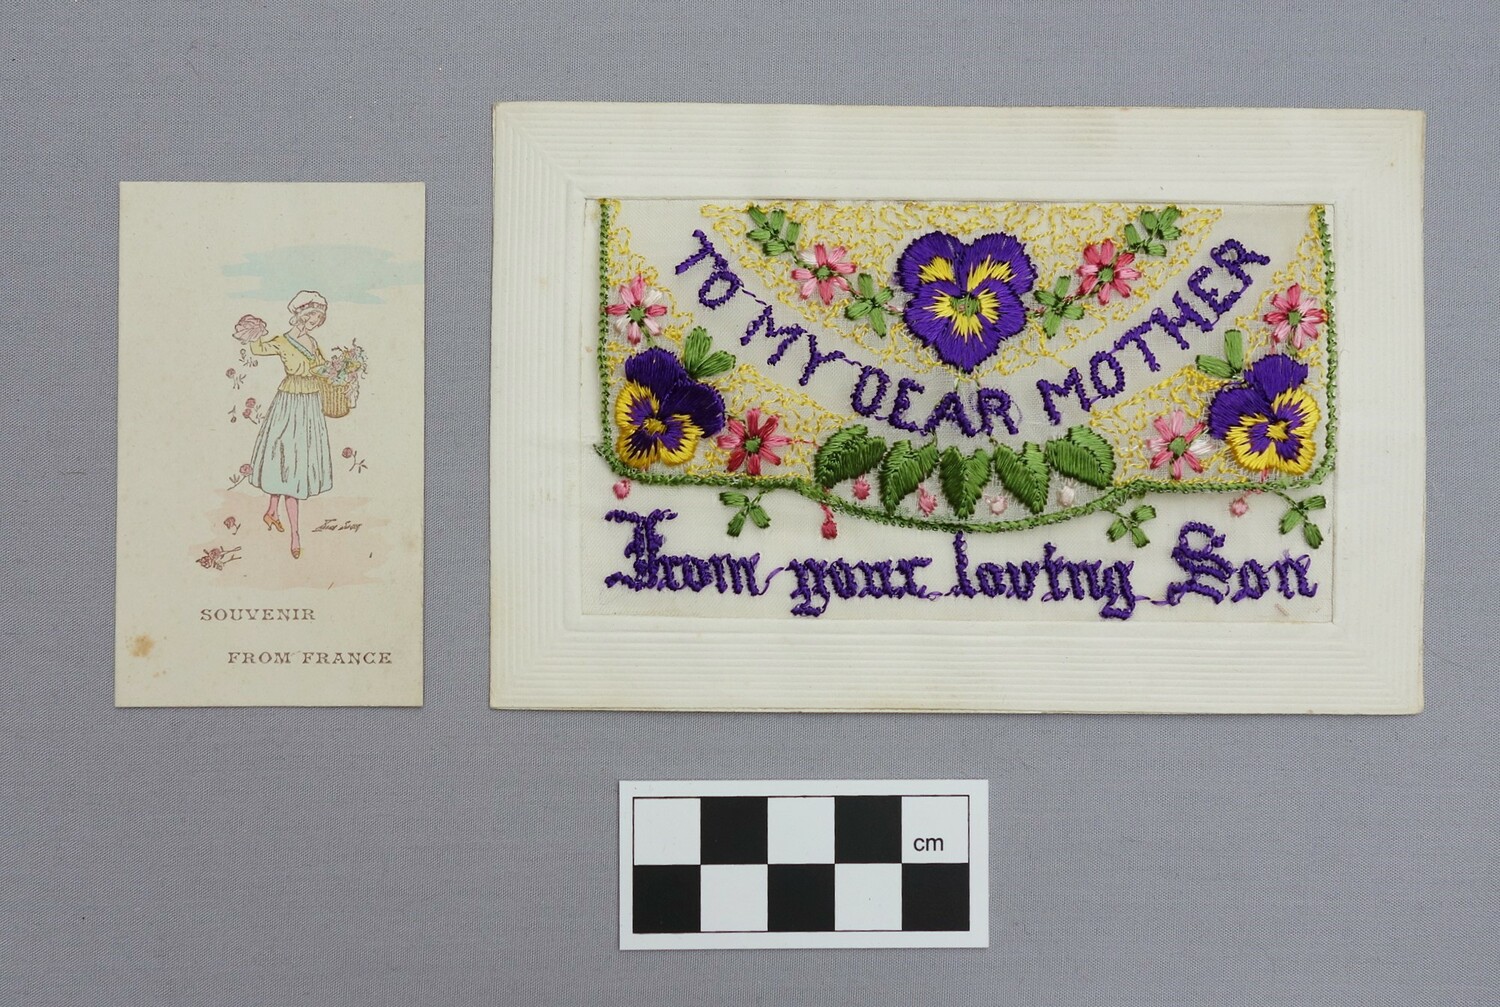 SOUVENIR
FROM FRANCE
TO MY DEAR MOTHER
From your loving Son
cm